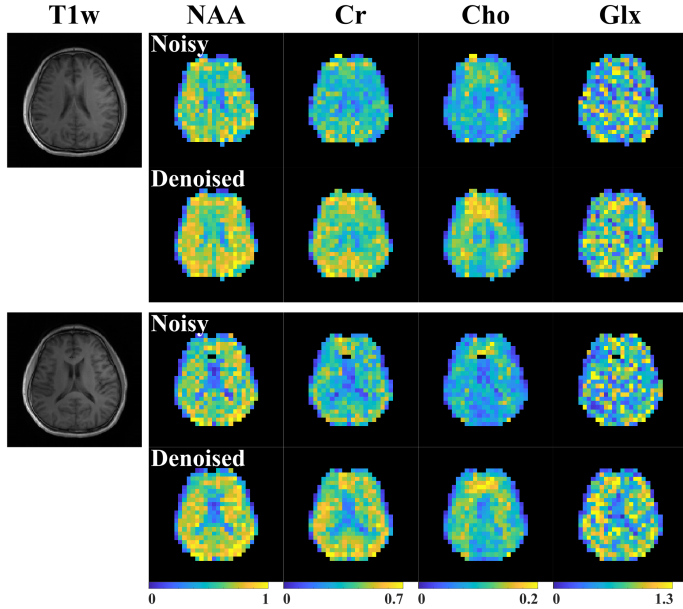 T1w NAA Cr Cho Glx
Noisy
Denoised
Noisy
Denoised
0 1 0 0.7 0 0.2 0 1.3